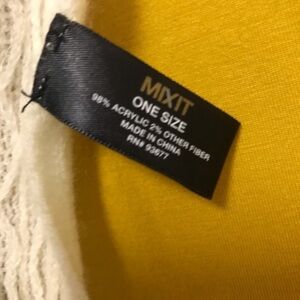 MIXIT
ONE SIZE
98% ACRYLIC 2% OTHER FIBER
MADE IN CHINA
RN# 93677